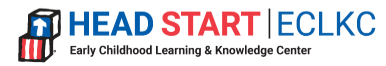 HEAD START | ECLKC
Early Childhood Learning & Knowledge Center